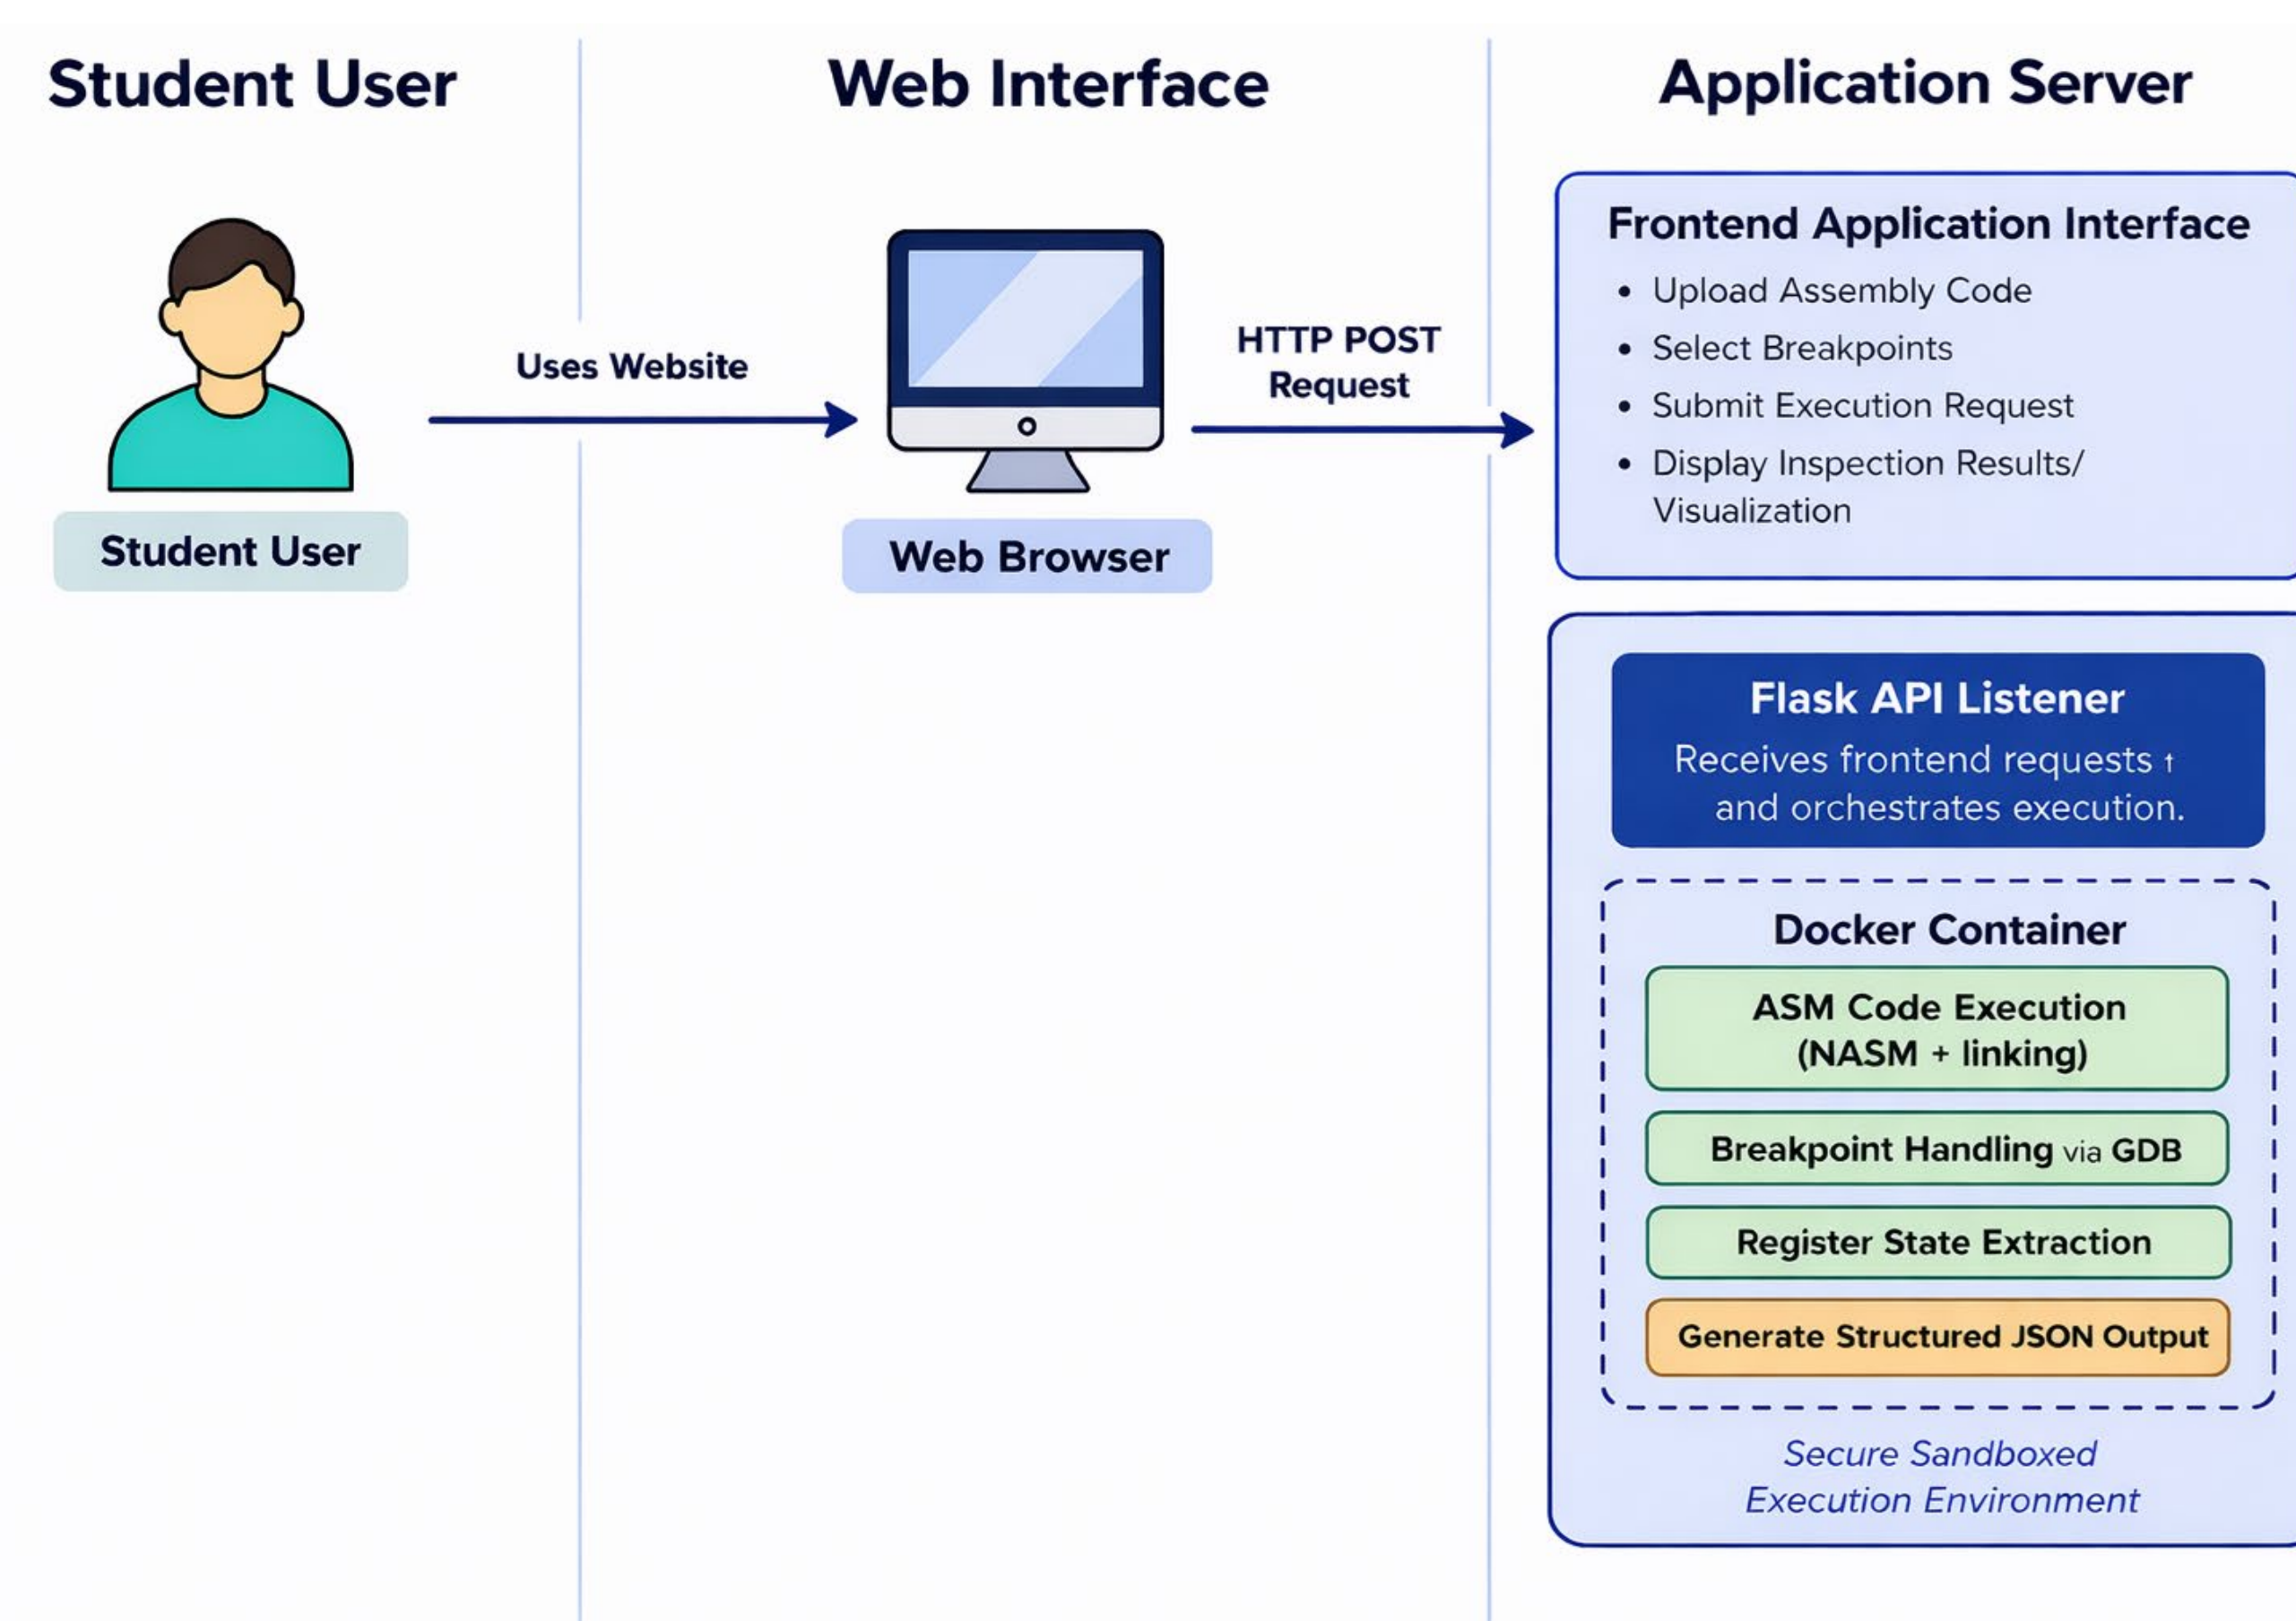 Student User
Web Interface
Application Server
Uses Website
Student User
HTTP POST
Request
Web Browser
Frontend Application Interface
• Upload Assembly Code
• Select Breakpoints
• Submit Execution Request
• Display Inspection Results/
Visualization
Flask API Listener
Receives frontend requests †
and orchestrates execution.
Docker Container
ASM Code Execution
(NASM + linking)
Breakpoint Handling via GDB
Register State Extraction
Generate Structured JSON Output
Secure Sandboxed
Execution Environment